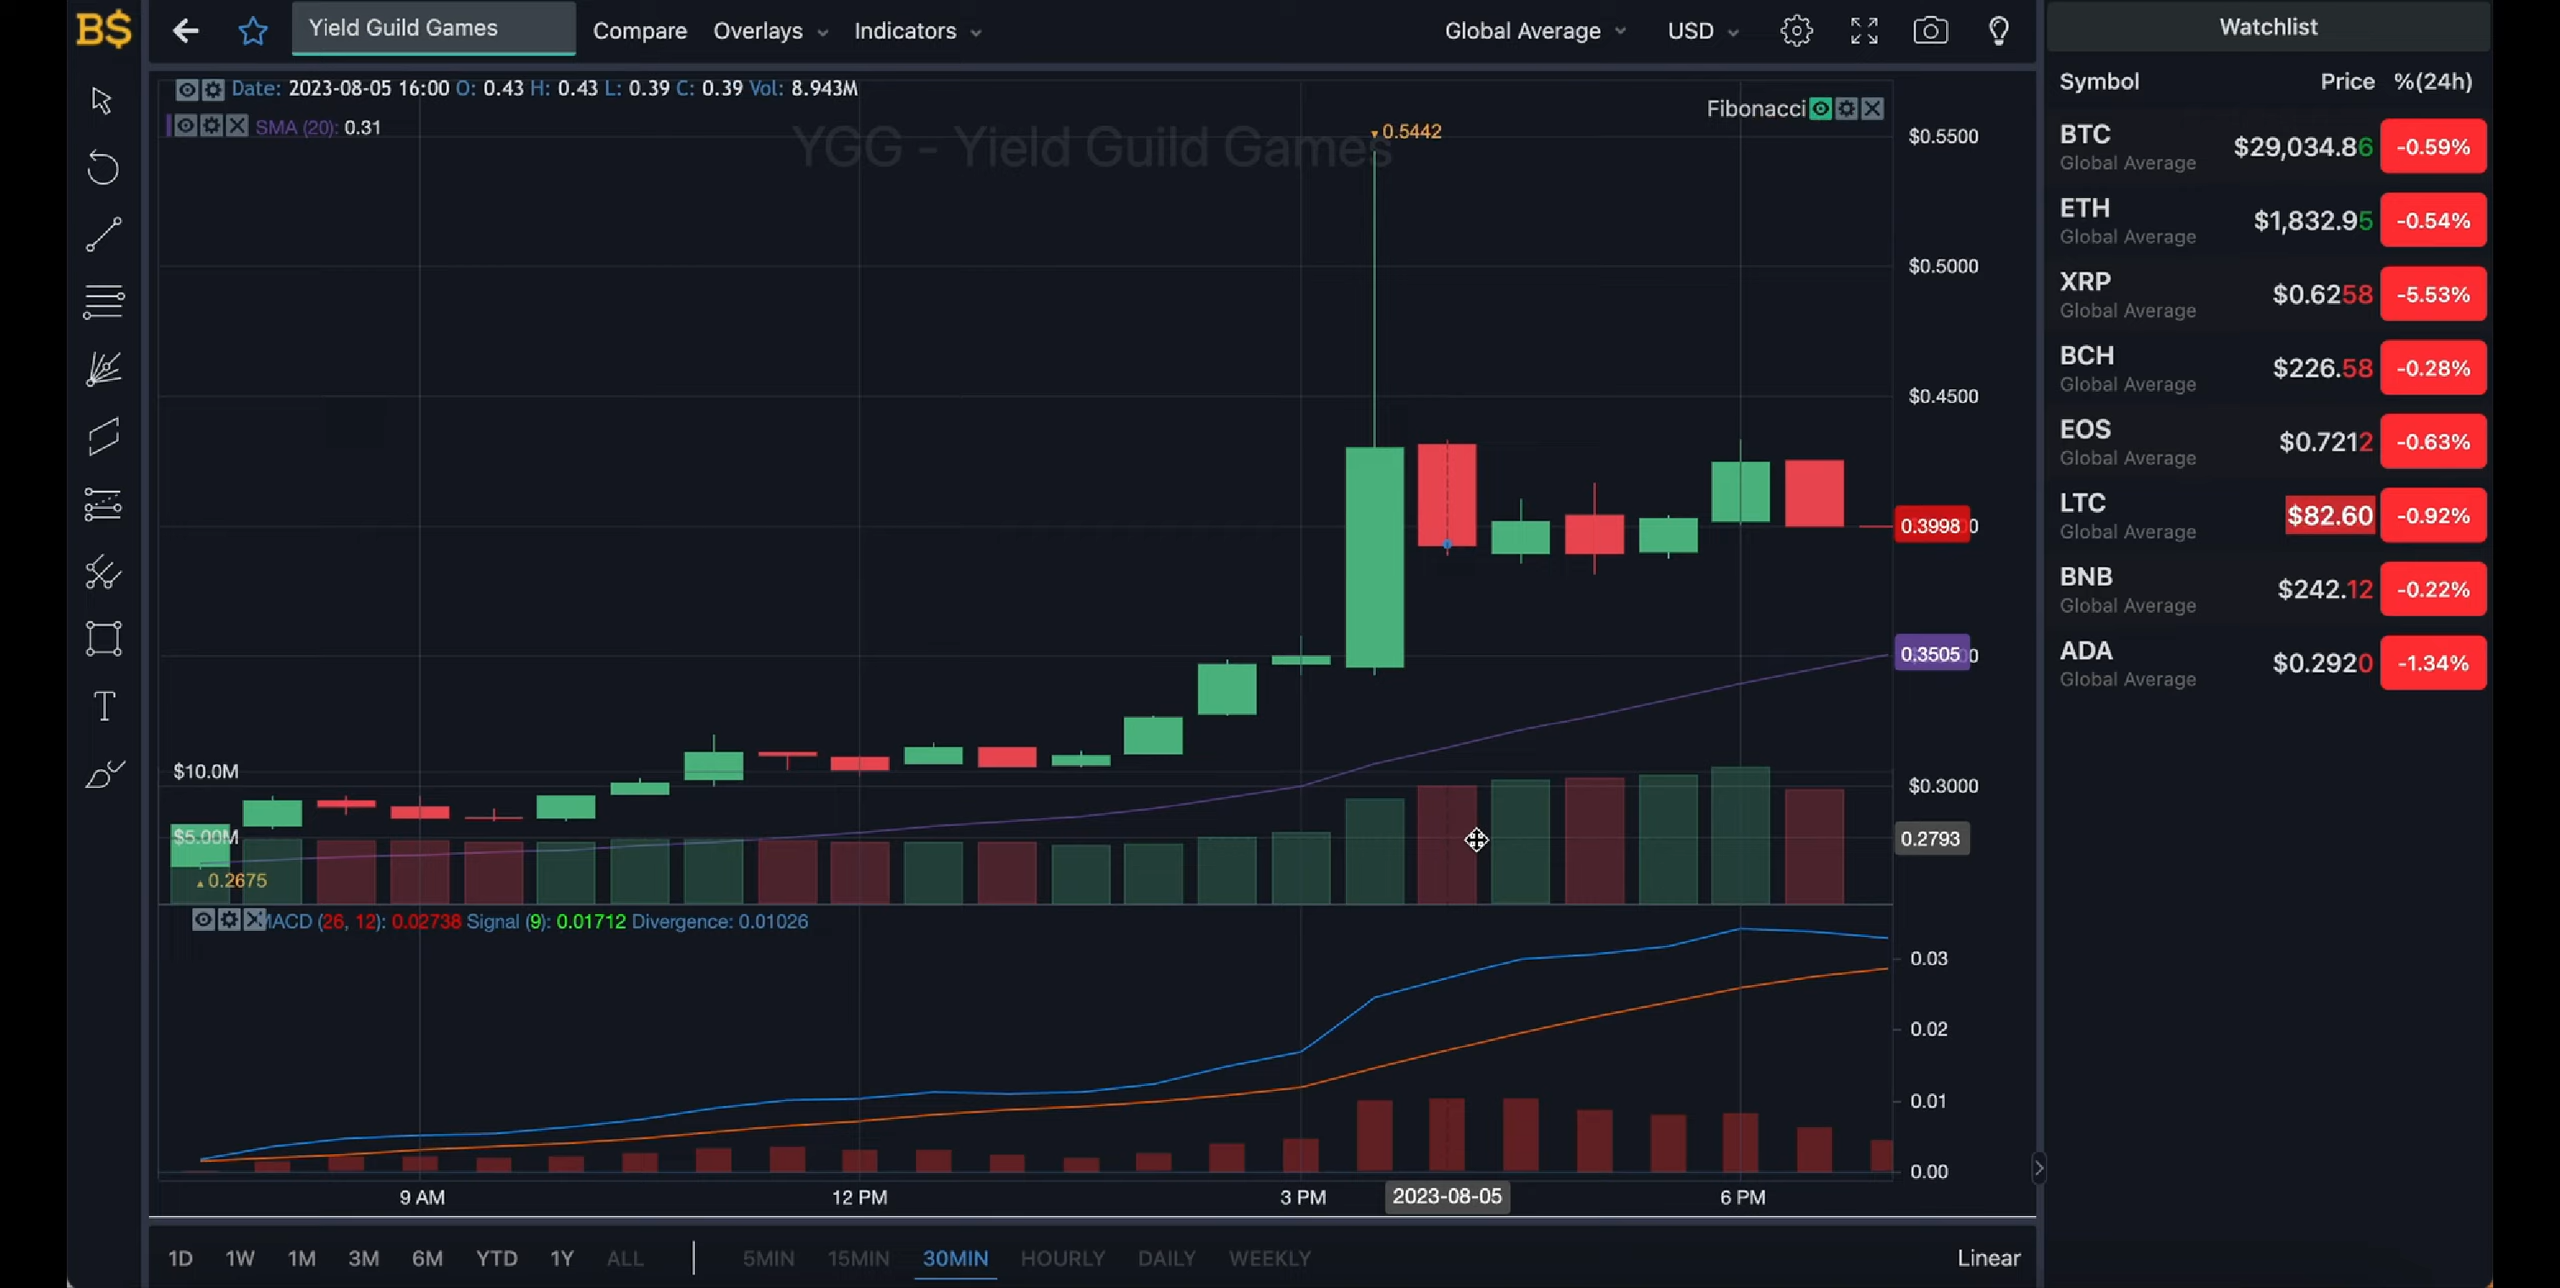 B$
Yield Guild Games Compare Overlays Indicators Global Average USD
Date: 2023-08-05 16:00 O: 0.43 H: 0.43 L: 0.39 C: 0.39 Vol: 8.943M
SMA (20): 0.31
Fibonacci
YGG - Yield Guild Games
0.5442
$0.5500
$0.5000
$0.4500
0.3998
0.3505
$10.0M
$0.3000
$5.00M
0.2793
0.2675
MACD (26, 12): 0.02738 Signal (9): 0.01712 Divergence: 0.01026
0.03
0.02
0.01
0.00
9 AM 12 PM 3 PM 2023-08-05 6 PM
1D 1W 1M 3M 6M YTD 1Y ALL 5MIN 15MIN 30MIN HOURLY DAILY WEEKLY Linear
Watchlist
Symbol Price %(24h)
BTC $29,034.86 -0.59%
Global Average
ETH $1,832.95 -0.54%
Global Average
XRP $0.6258 -5.53%
Global Average
BCH $226.58 -0.28%
Global Average
EOS $0.7212 -0.63%
Global Average
LTC $82.60 -0.92%
Global Average
BNB $242.12 -0.22%
Global Average
ADA $0.2920 -1.34%
Global Average